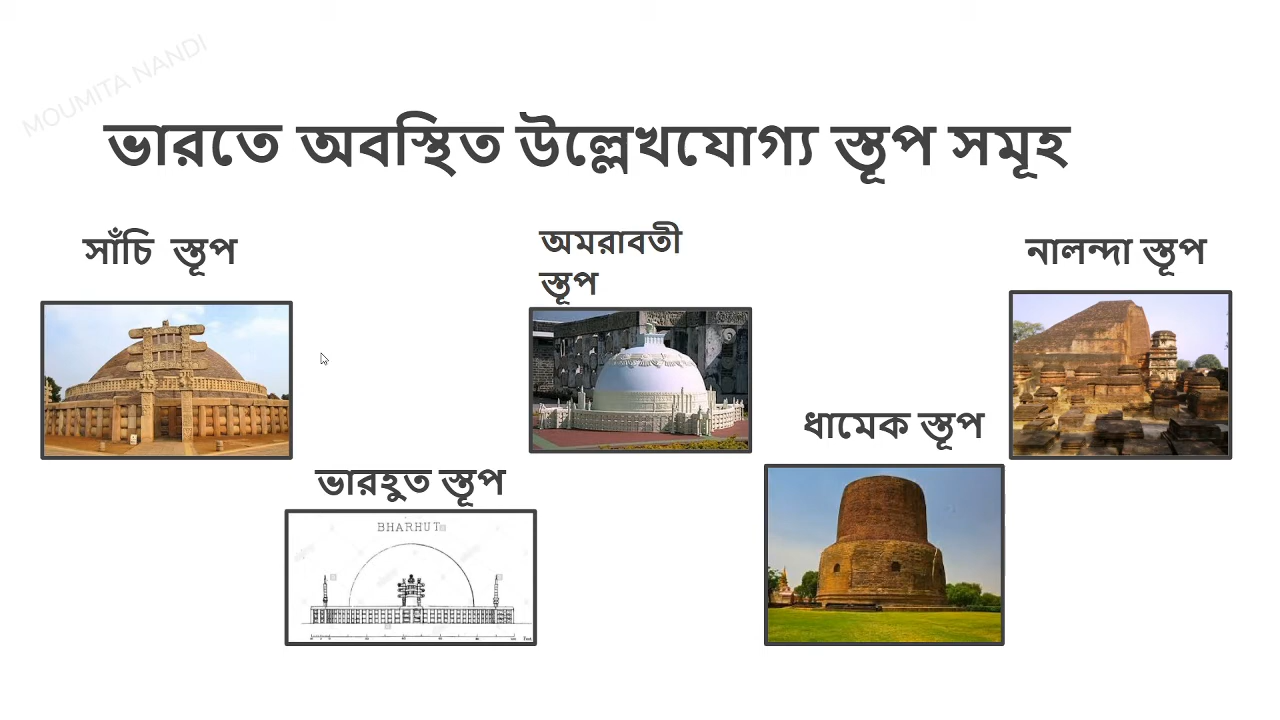 MOUMITA NANDI
ভারতে অবস্থিত উল্লেখযোগ্য স্তূপ সমূহ
সাঁচি স্তূপ
অমরাবতী
স্তূপ
নালন্দা স্তূপ
ধামেক স্তূপ
ভারহুত স্তূপ
BHARHUT